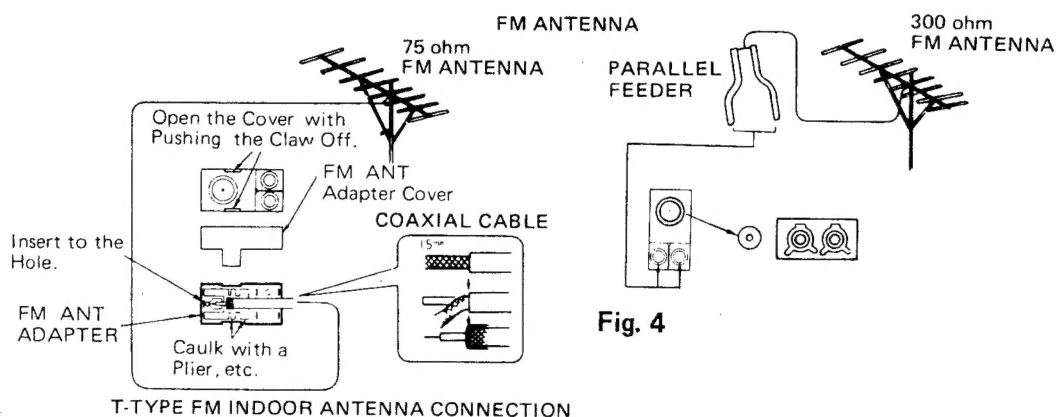 FM ANTENNA
75 ohm
FM ANTENNA
300 ohm
FM ANTENNA
PARALLEL
FEEDER
Open the Cover with
Pushing the Claw Off.
FM ANT
Adapter Cover
COAXIAL CABLE
15mm
Insert to the
Hole.
FM ANT
ADAPTER
Caulk with a
Plier, etc.
Fig. 4
T-TYPE FM INDOOR ANTENNA CONNECTION